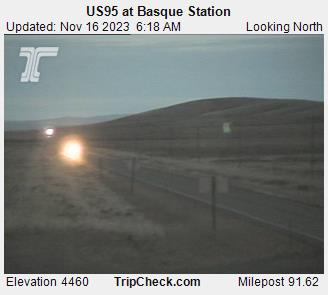 US95 at Basque Station
Updated: Nov 16 2023 6:18 AM Looking North
Elevation 4460 TripCheck.com Milepost 91.62